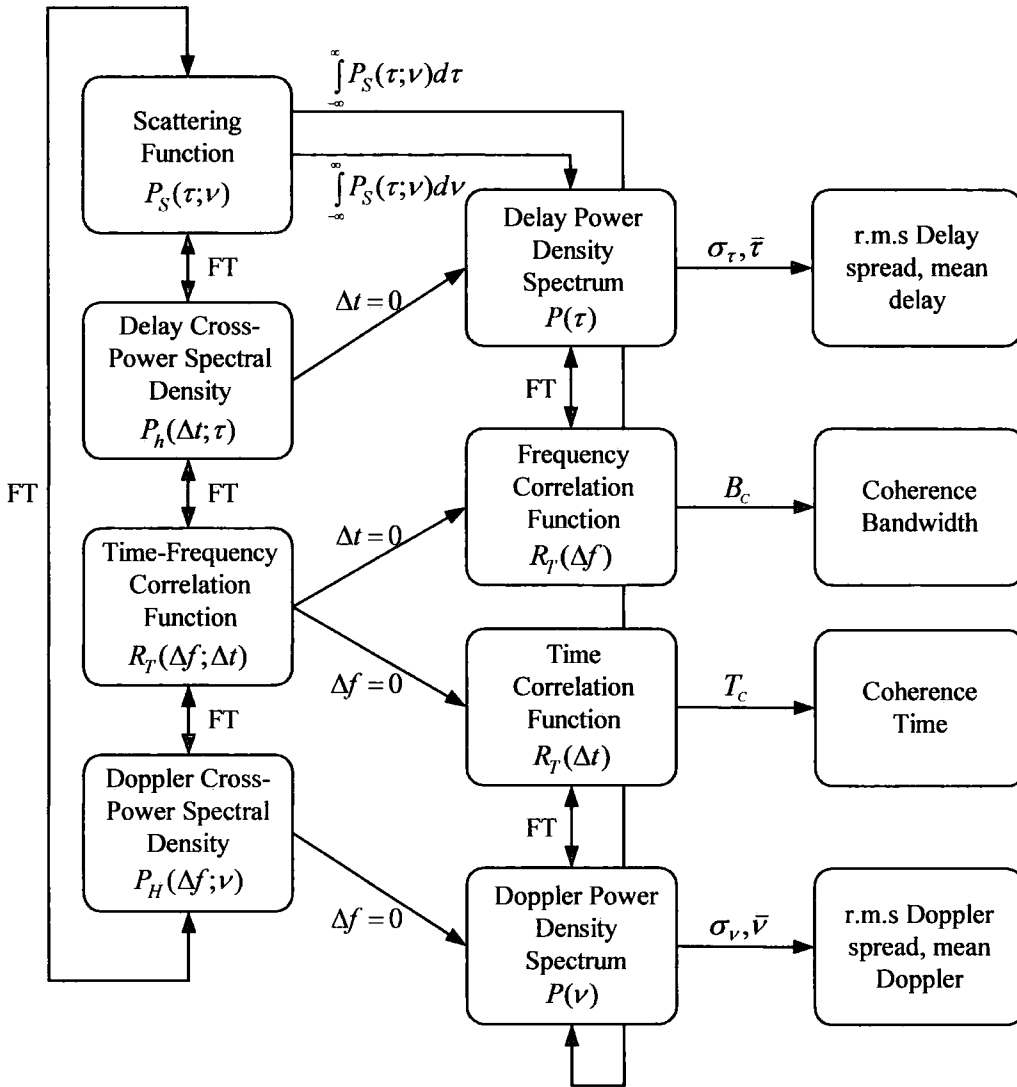 ∫_{-∞}^{∞} P_S(τ;ν)dτ
Scattering
Function
P_S(τ;ν)
∫_{-∞}^{∞} P_S(τ;ν)dν
FT
Delay Power
Density
Spectrum
P(τ)
σ_τ, τ̄
r.m.s Delay
spread, mean
delay
Δt = 0
Delay Cross-
Power Spectral
Density
P_h(Δt;τ)
FT
FT
FT
Frequency
Correlation
Function
R_T(Δf)
B_c
Coherence
Bandwidth
Δt = 0
Time-Frequency
Correlation
Function
R_T(Δf;Δt)
Δf = 0
Time
Correlation
Function
R_T(Δt)
T_c
Coherence
Time
FT
Doppler Cross-
Power Spectral
Density
P_H(Δf;ν)
FT
Δf = 0
Doppler Power
Density
Spectrum
P(ν)
σ_ν, ν̄
r.m.s Doppler
spread, mean
Doppler